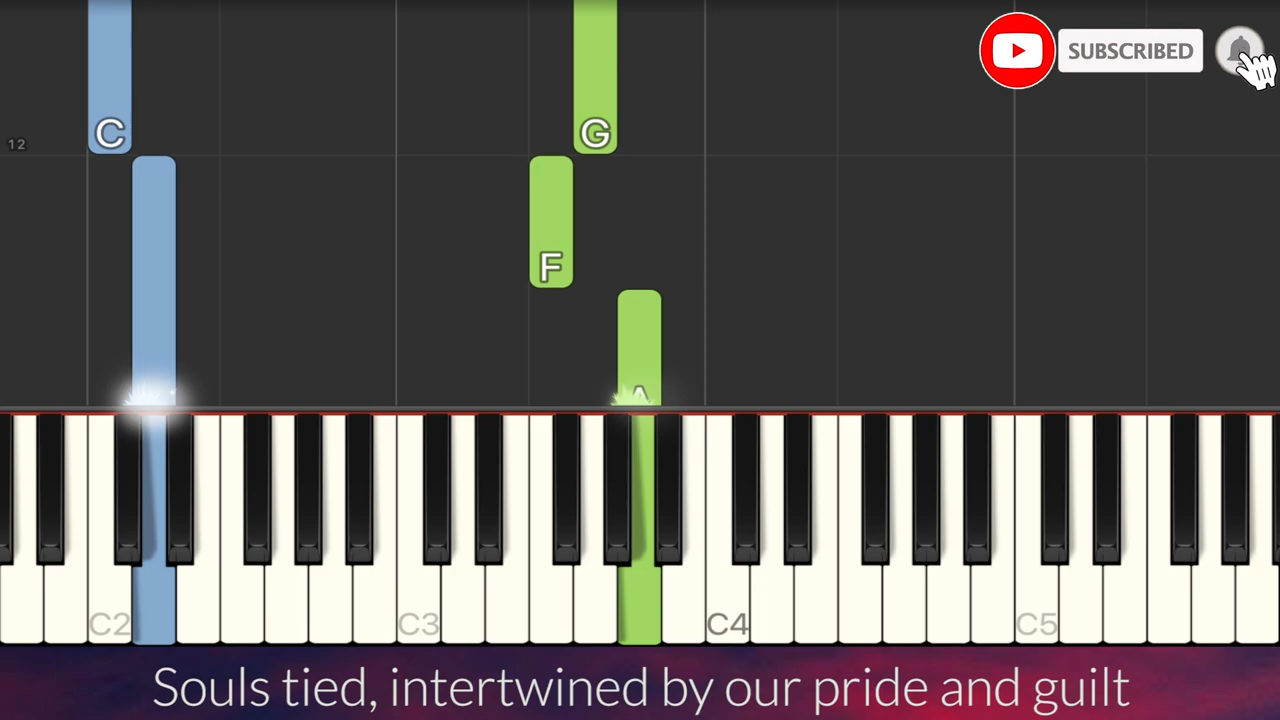 SUBSCRIBED
C
G
12
F
A
C2
C3
C4
C5
Souls tied, intertwined by our pride and guilt